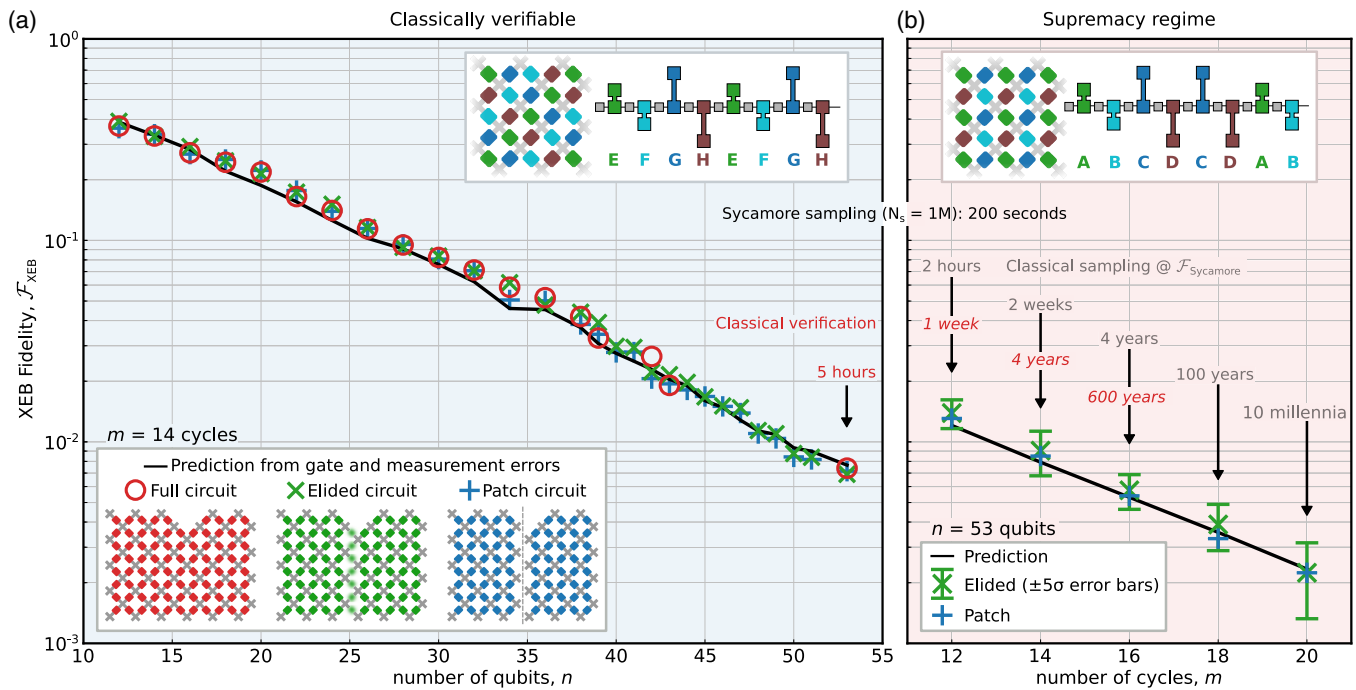 (a)
Classically verifiable
10⁰
10⁻¹
10⁻²
10⁻³
XEB Fidelity, ℱ_XEB
E F G H E F G H
Sycamore sampling (Nₛ = 1M): 200 seconds
Classical verification
5 hours
m = 14 cycles
Prediction from gate and measurement errors
Full circuit
Elided circuit
Patch circuit
10 15 20 25 30 35 40 45 50 55
number of qubits, n
(b)
Supremacy regime
A B C D C D A B
2 hours
Classical sampling @ ℱ_Sycamore
1 week
2 weeks
4 years
4 years
600 years
100 years
10 millennia
n = 53 qubits
Prediction
Elided (±5σ error bars)
Patch
12 14 16 18 20
number of cycles, m